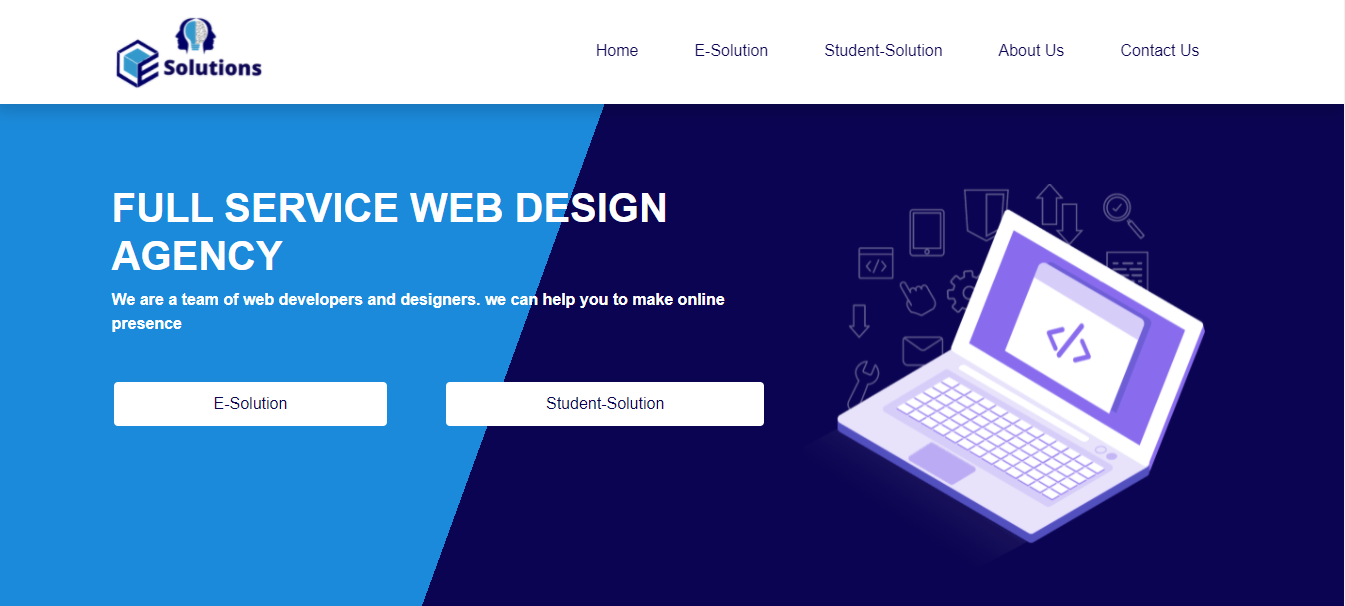 Solutions
Home E-Solution Student-Solution About Us Contact Us
FULL SERVICE WEB DESIGN
AGENCY
We are a team of web developers and designers. we can help you to make online
presence
E-Solution Student-Solution
</>
</>